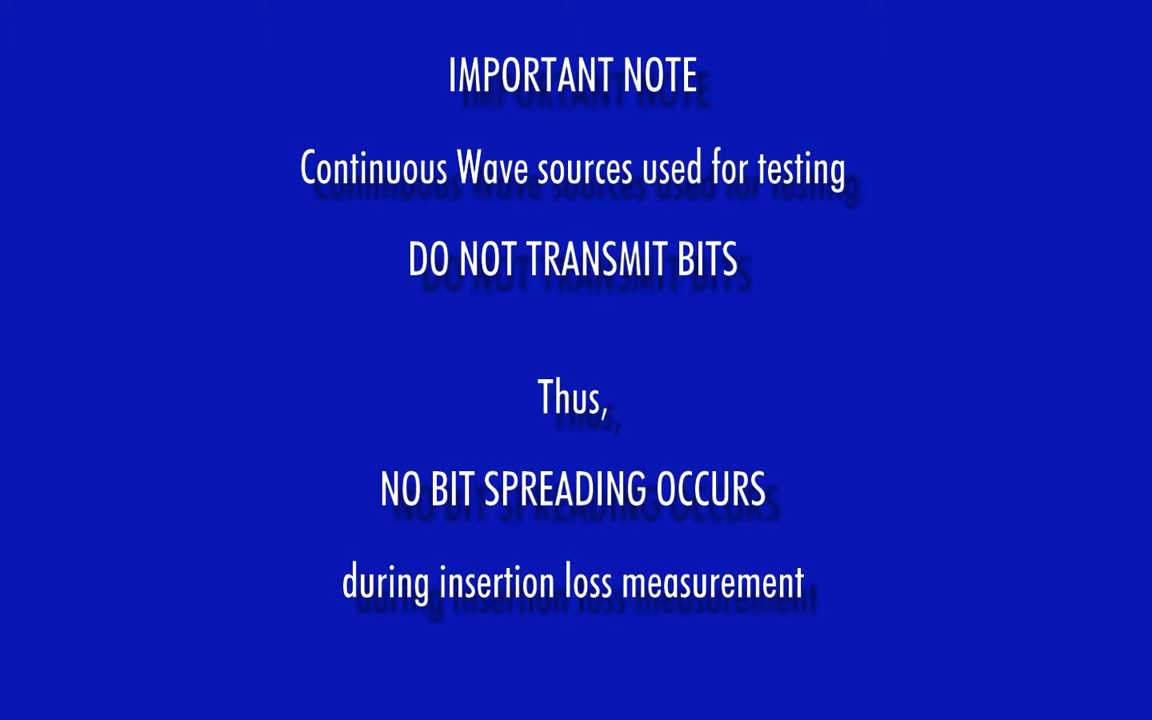 IMPORTANT NOTE
Continuous Wave sources used for testing
DO NOT TRANSMIT BITS
Thus,
NO BIT SPREADING OCCURS
during insertion loss measurement